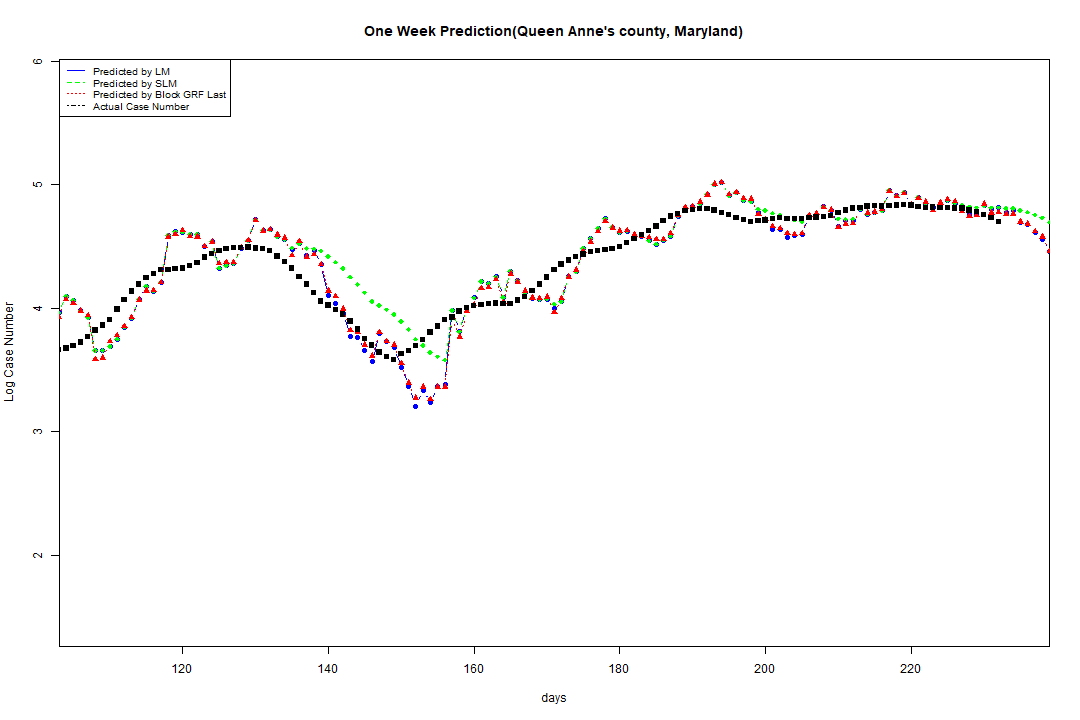 One Week Prediction(Queen Anne's county, Maryland)
Predicted by LM
Predicted by SLM
Predicted by Block GRF Last
Actual Case Number
6
5
4
3
2
Log Case Number
120 140 160 180 200 220
days